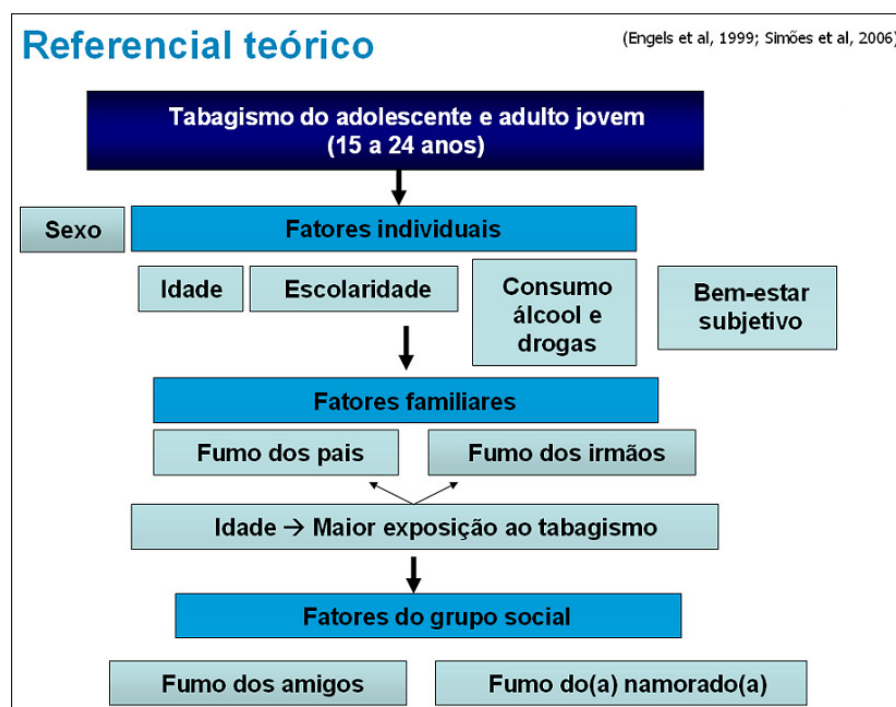 Referencial teórico
(Engels et al, 1999; Simões et al, 2006)
Tabagismo do adolescente e adulto jovem
(15 a 24 anos)
Sexo
Fatores individuais
Idade
Escolaridade
Consumo
álcool e
drogas
Bem-estar
subjetivo
Fatores familiares
Fumo dos pais
Fumo dos irmãos
Idade → Maior exposição ao tabagismo
Fatores do grupo social
Fumo dos amigos
Fumo do(a) namorado(a)